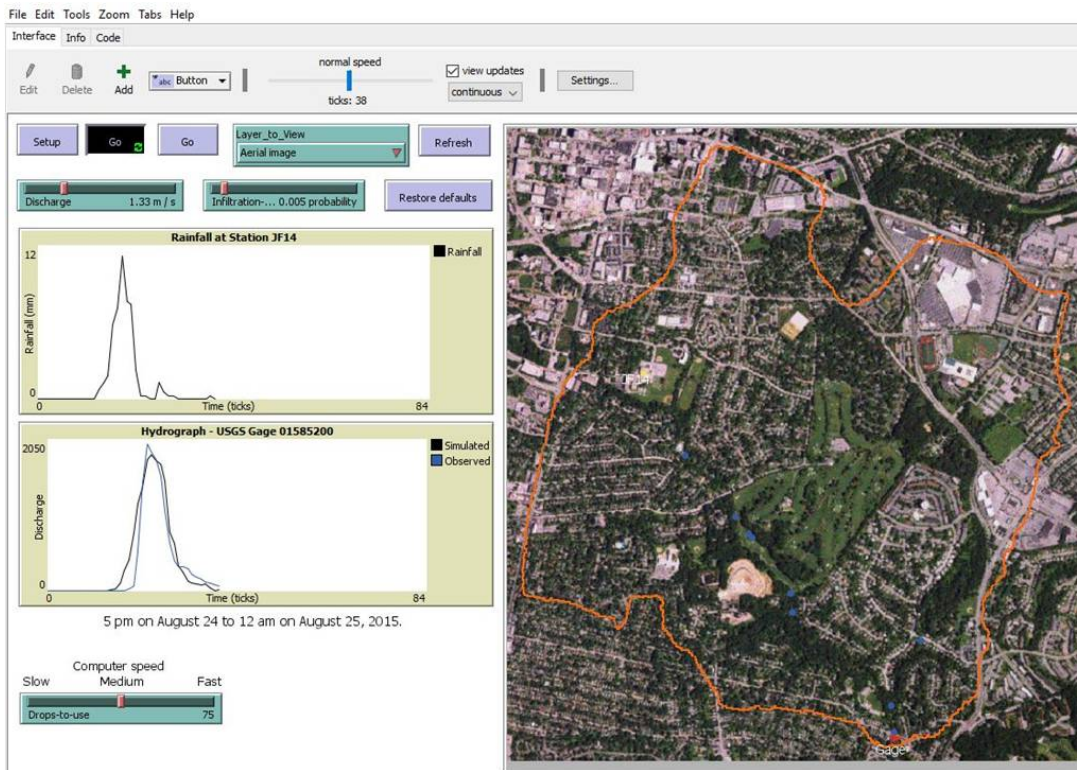 File Edit Tools Zoom Tabs Help
Interface Info Code
Edit Delete Add abc Button normal speed ticks: 38 view updates continuous Settings...
Setup Go Go Layer_to_View Aerial image Refresh
Discharge 1.33 m / s Infiltration-... 0.005 probability Restore defaults
Rainfall at Station JF14
12
Rainfall
Rainfall (mm)
0
0 Time (ticks) 84
Hydrograph - USGS Gage 01585200
2050
Simulated
Observed
Discharge
0
0 Time (ticks) 84
5 pm on August 24 to 12 am on August 25, 2015.
Computer speed
Slow Medium Fast
Drops-to-use 75
Gage